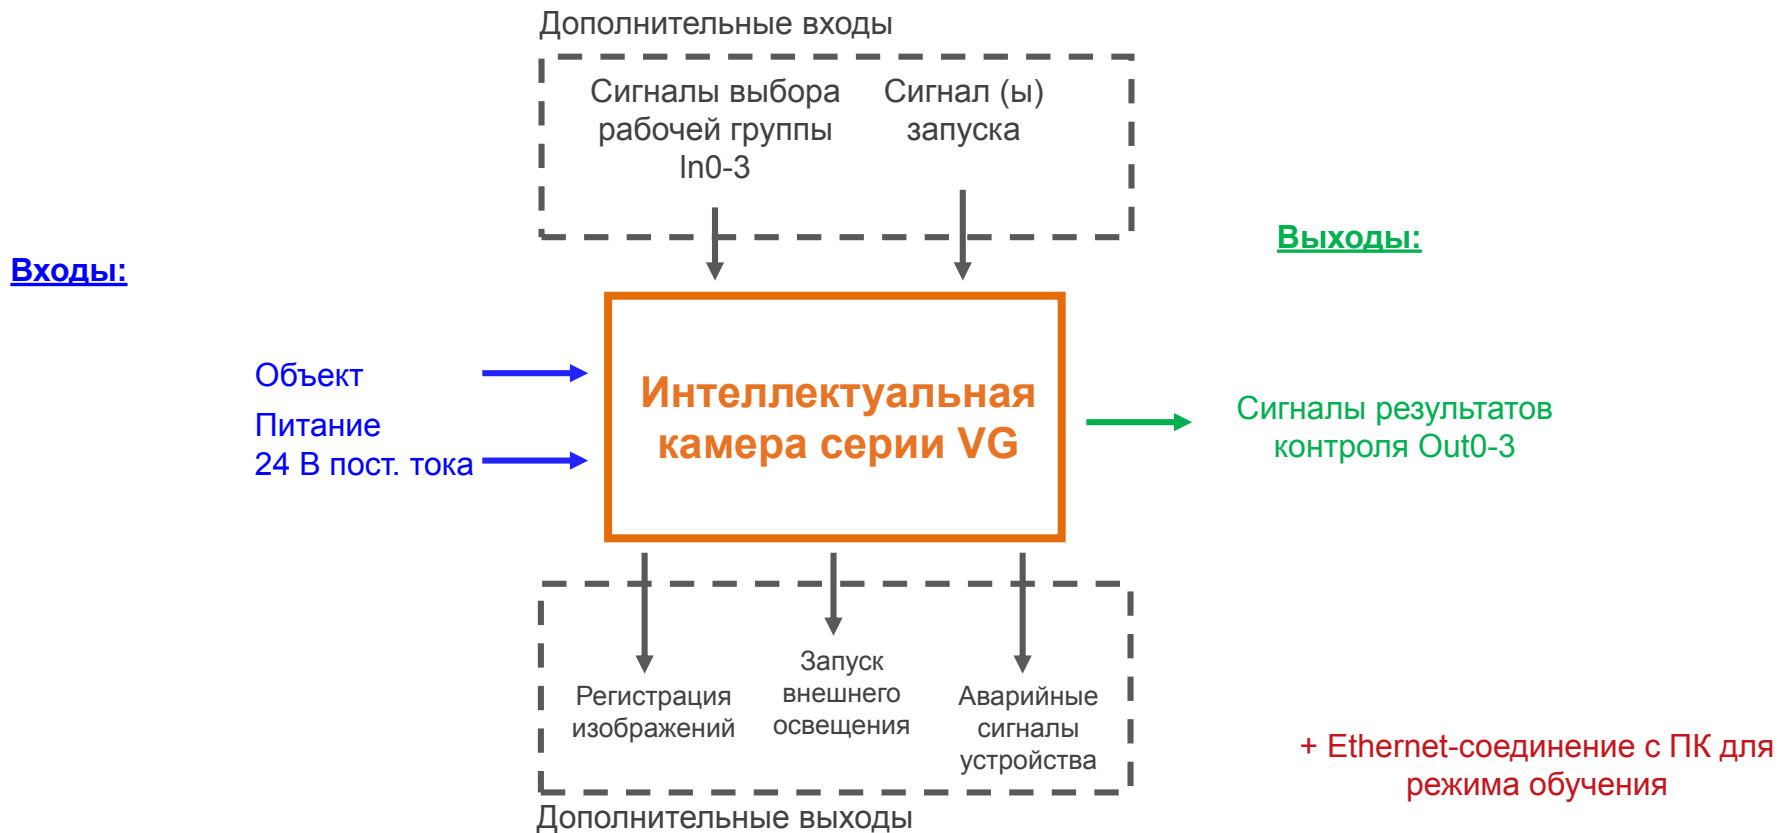 Дополнительные входы
Сигналы выбора
рабочей группы
In0-3
Сигнал (ы)
запуска
Входы:
Выходы:
Объект
Питание
24 В пост. тока
Интеллектуальная
камера серии VG
Сигналы результатов
контроля Out0-3
Регистрация
изображений
Запуск
внешнего
освещения
Аварийные
сигналы
устройства
+ Ethernet-соединение с ПК для
режима обучения
Дополнительные выходы